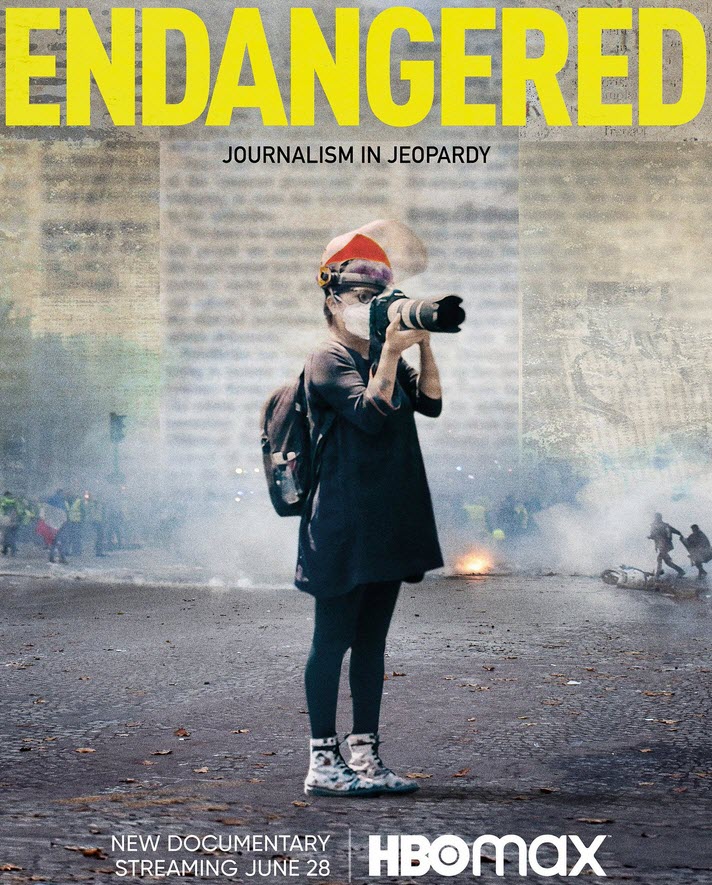 ENDANGERED
JOURNALISM IN JEOPARDY
NEW DOCUMENTARY
STREAMING JUNE 28
HBOmax